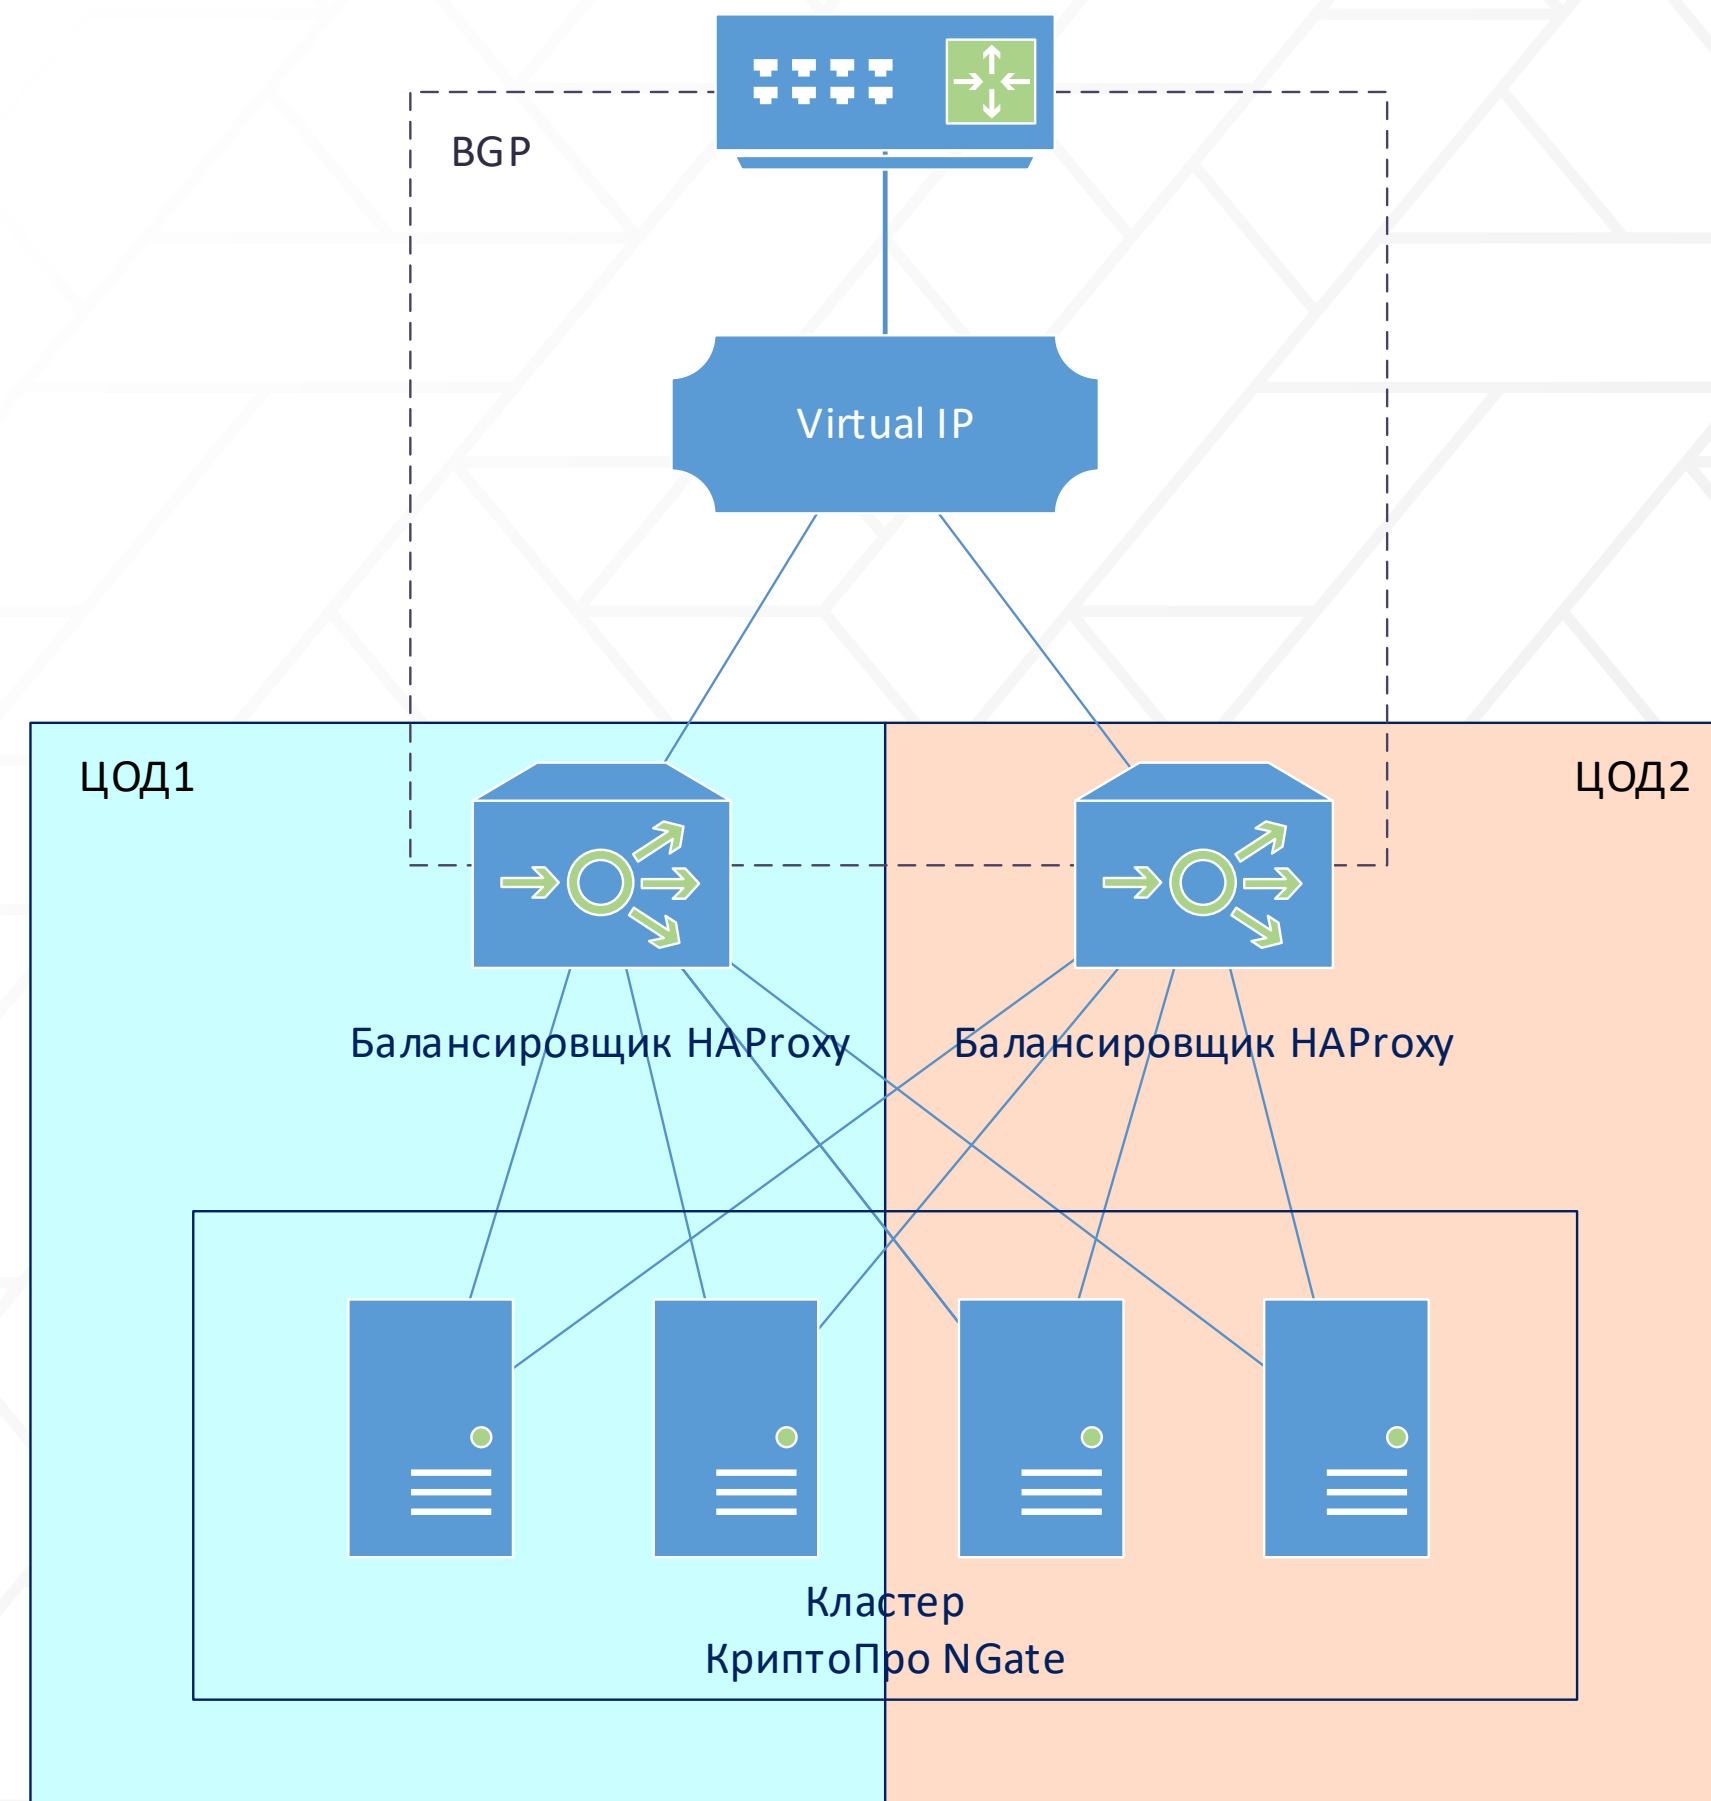 BGP
Virtual IP
ЦОД1
ЦОД2
Балансировщик HAProxy
Балансировщик HAProxy
Кластер
КриптоПро NGate